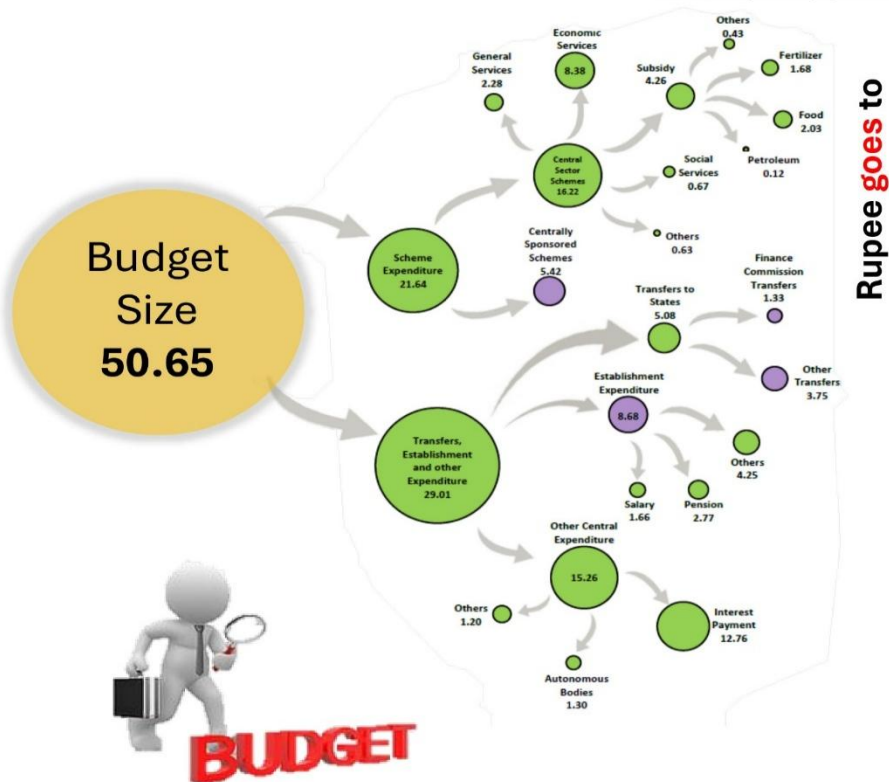 Rupee goes to
Budget
Size
50.65
Scheme
Expenditure
21.64
Central
Sector
Schemes
16.22
General
Services
2.28
Economic
Services
8.38
Subsidy
4.26
Others
0.43
Fertilizer
1.68
Food
2.03
Petroleum
0.12
Social
Services
0.67
Others
0.63
Centrally
Sponsored
Schemes
5.42
Transfers,
Establishment
and other
Expenditure
29.01
Transfers to
States
5.08
Finance
Commission
Transfers
1.33
Other
Transfers
3.75
Establishment
Expenditure
8.68
Others
4.25
Pension
2.77
Salary
1.66
Other Central
Expenditure
15.26
Interest
Payment
12.76
Others
1.20
Autonomous
Bodies
1.30
BUDGET